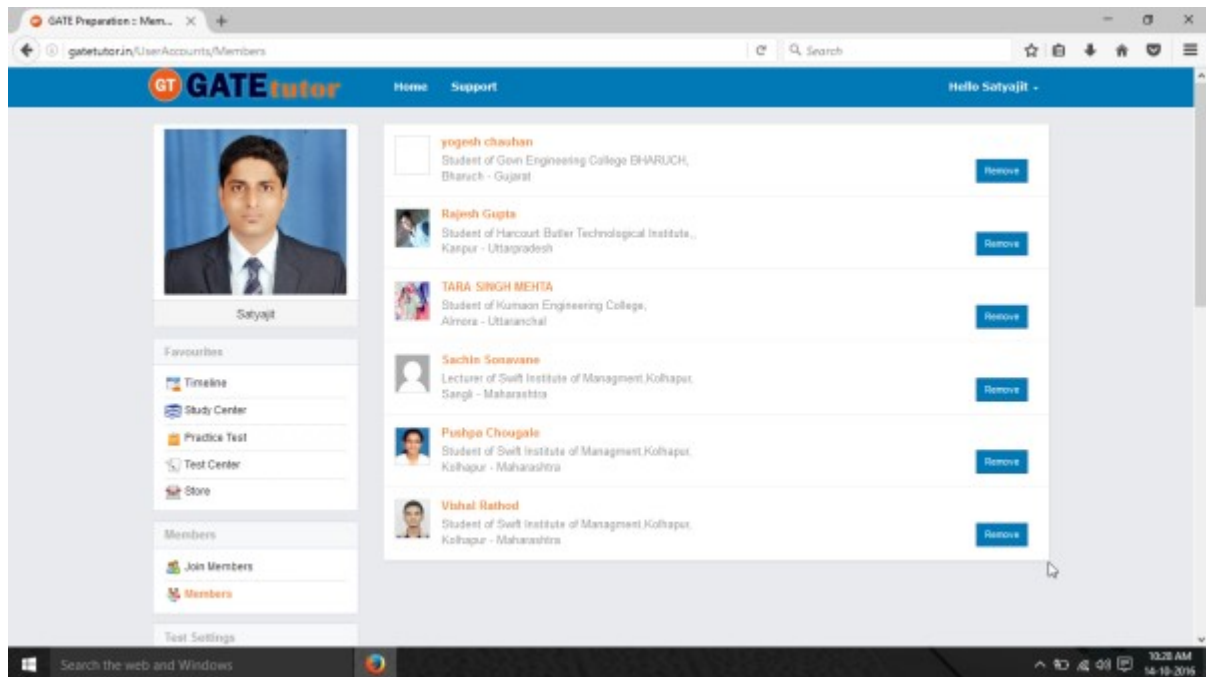 GATE Preparation :: Mem...
gatetutor.in/UserAccounts/Members
Search
GT GATEtutor
Home
Support
Hello Satyajit
Satyajit
Favourites
Timeline
Study Center
Practice Test
Test Center
Store
Members
Join Members
Members
Test Settings
yogesh chauhan
Student of Govn Engineering College BHARUCH,
Bharuch - Gujarat
Remove
Rajesh Gupta
Student of Harcourt Butler Technological Institute,,
Kanpur - Uttarpradesh
Remove
TARA SINGH MEHTA
Student of Kumaon Engineering College,
Almora - Uttaranchal
Remove
Sachin Sonavane
Lecturer of Swift Institute of Managment,Kolhapur,
Sangli - Maharashtra
Remove
Pushpa Chougale
Student of Swift Institute of Managment,Kolhapur,
Kolhapur - Maharashtra
Remove
Vishal Rathod
Student of Swift Institute of Managment,Kolhapur,
Kolhapur - Maharashtra
Remove
Search the web and Windows
10:28 AM
14-10-2016